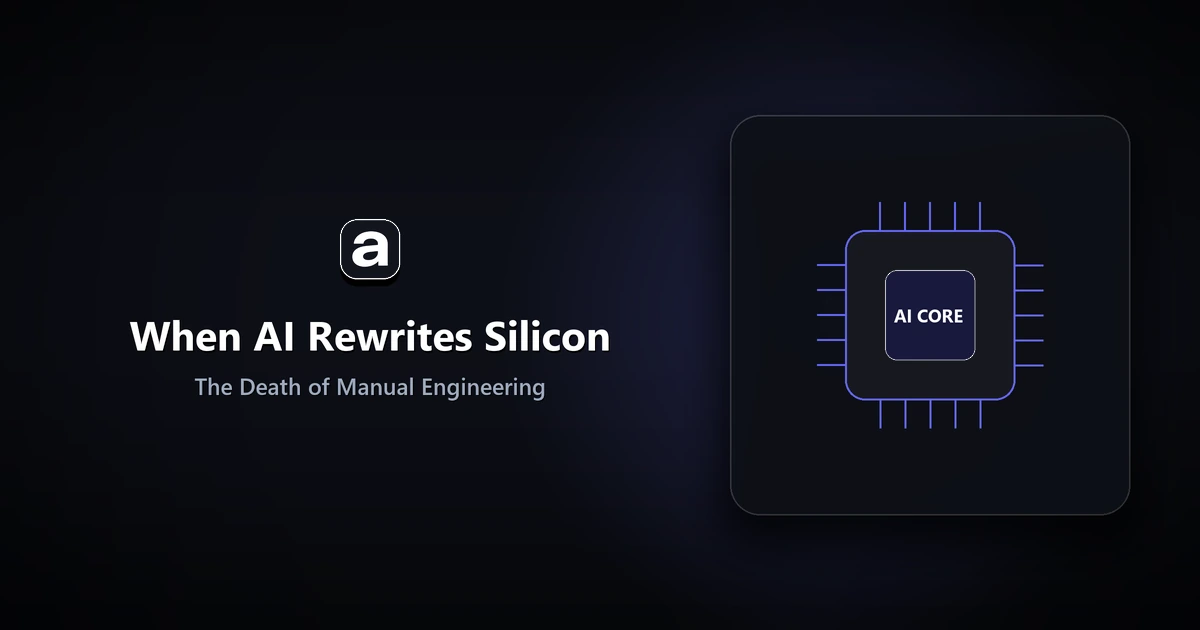 a
When AI Rewrites Silicon
The Death of Manual Engineering
AI CORE